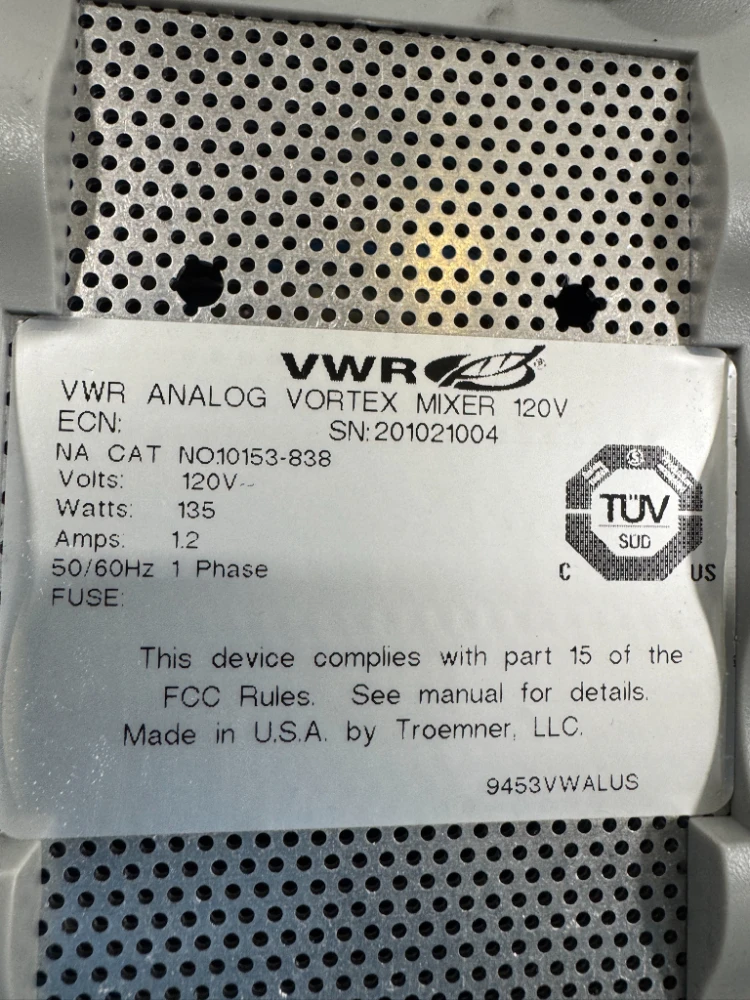 VWR
VWR ANALOG VORTEX MIXER 120V
ECN: SN:201021004
NA CAT NO.10153-838
Volts: 120V~
Watts: 135
Amps: 1.2
50/60Hz 1 Phase
FUSE:
TÜV
SÜD
C US
This device complies with part 15 of the
FCC Rules. See manual for details.
Made in U.S.A. by Troemner, LLC.
9453VWALUS